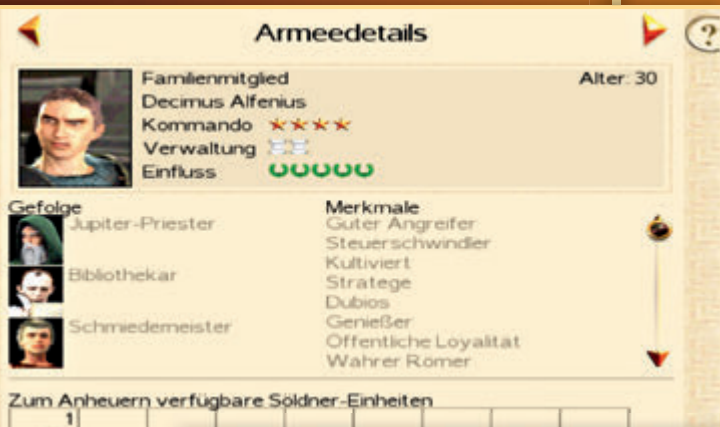 Armeedetails
?
Familienmitglied
Alter: 30
Decimus Alfenius
Kommando
Verwaltung
Einfluss
Gefolge
Jupiter-Priester
Bibliothekar
Schmiedemeister
Merkmale
Guter Angreifer
Steuerschwindler
Kultiviert
Stratege
Dubios
Genießer
Öffentliche Loyalität
Wahrer Römer
Zum Anheuern verfügbare Söldner-Einheiten
1